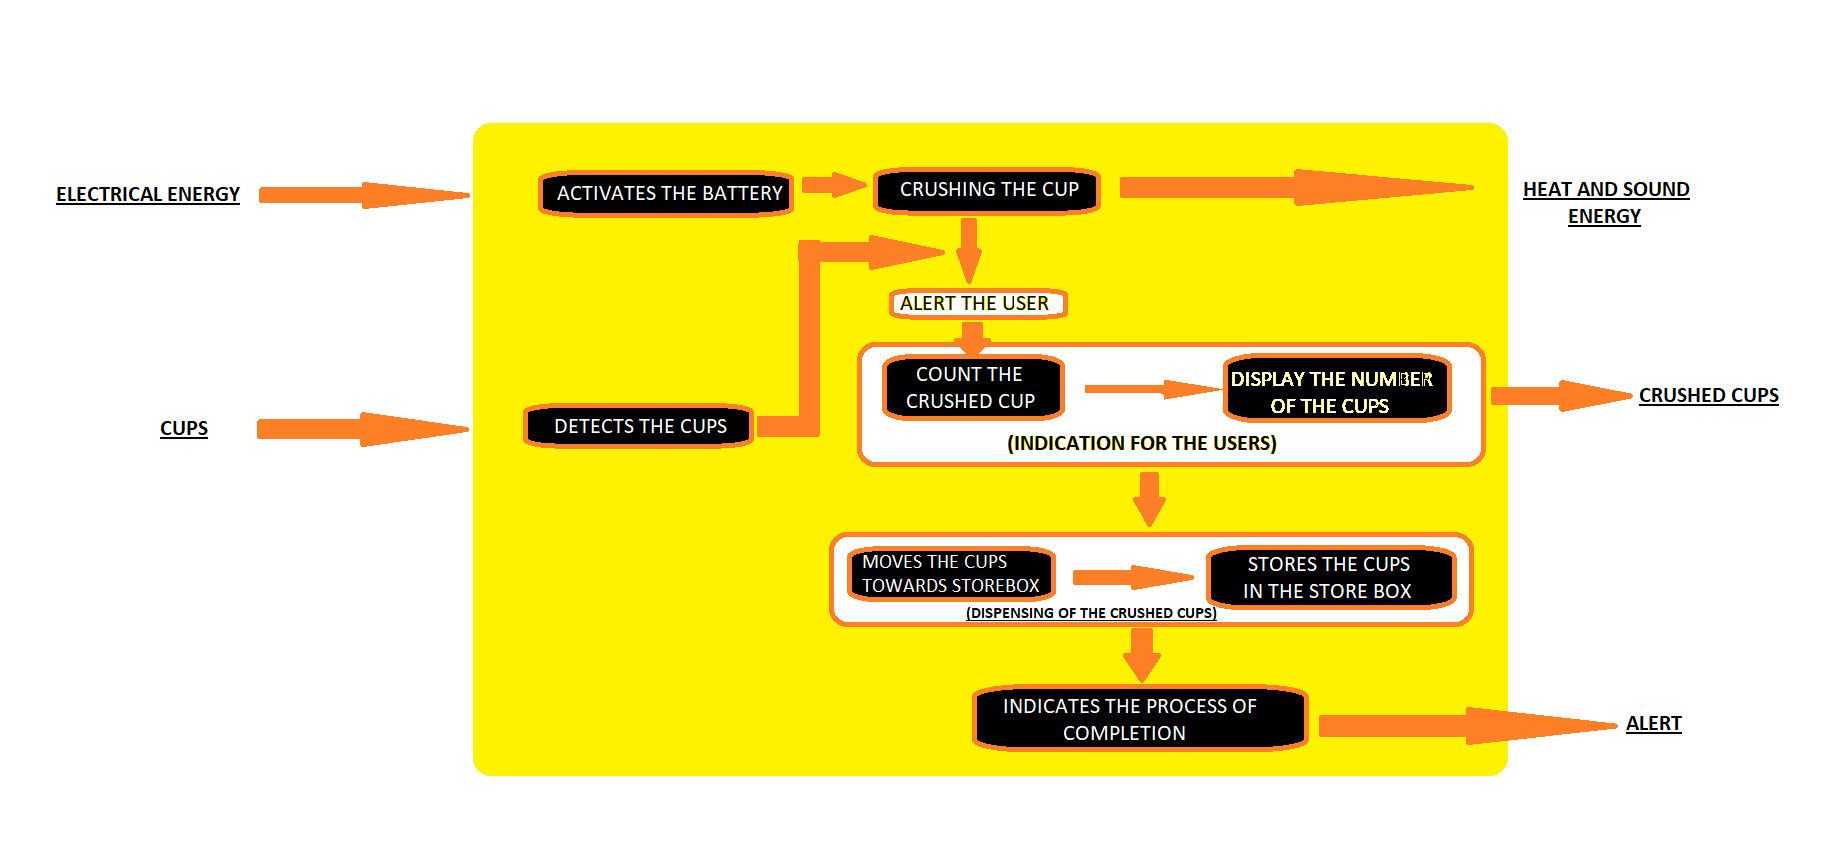 ELECTRICAL ENERGY
ACTIVATES THE BATTERY
CRUSHING THE CUP
HEAT AND SOUND
ENERGY
ALERT THE USER
COUNT THE
CRUSHED CUP
DISPLAY THE NUMBER
OF THE CUPS
(INDICATION FOR THE USERS)
CRUSHED CUPS
CUPS
DETECTS THE CUPS
MOVES THE CUPS
TOWARDS STOREBOX
STORES THE CUPS
IN THE STORE BOX
(DISPENSING OF THE CRUSHED CUPS)
INDICATES THE PROCESS OF
COMPLETION
ALERT